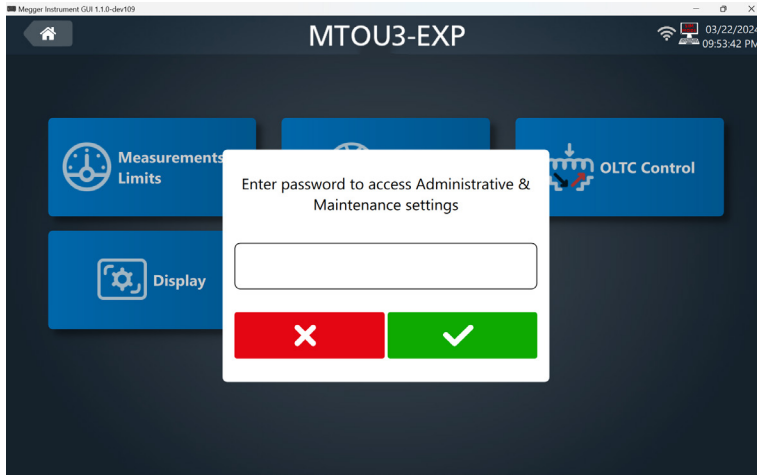 Megger Instrument GUI 1.1.0-dev109
MTOU3-EXP
03/22/2024
09:53:42 PM
Measurements
Limits
OLTC Control
Enter password to access Administrative &
Maintenance settings
Display